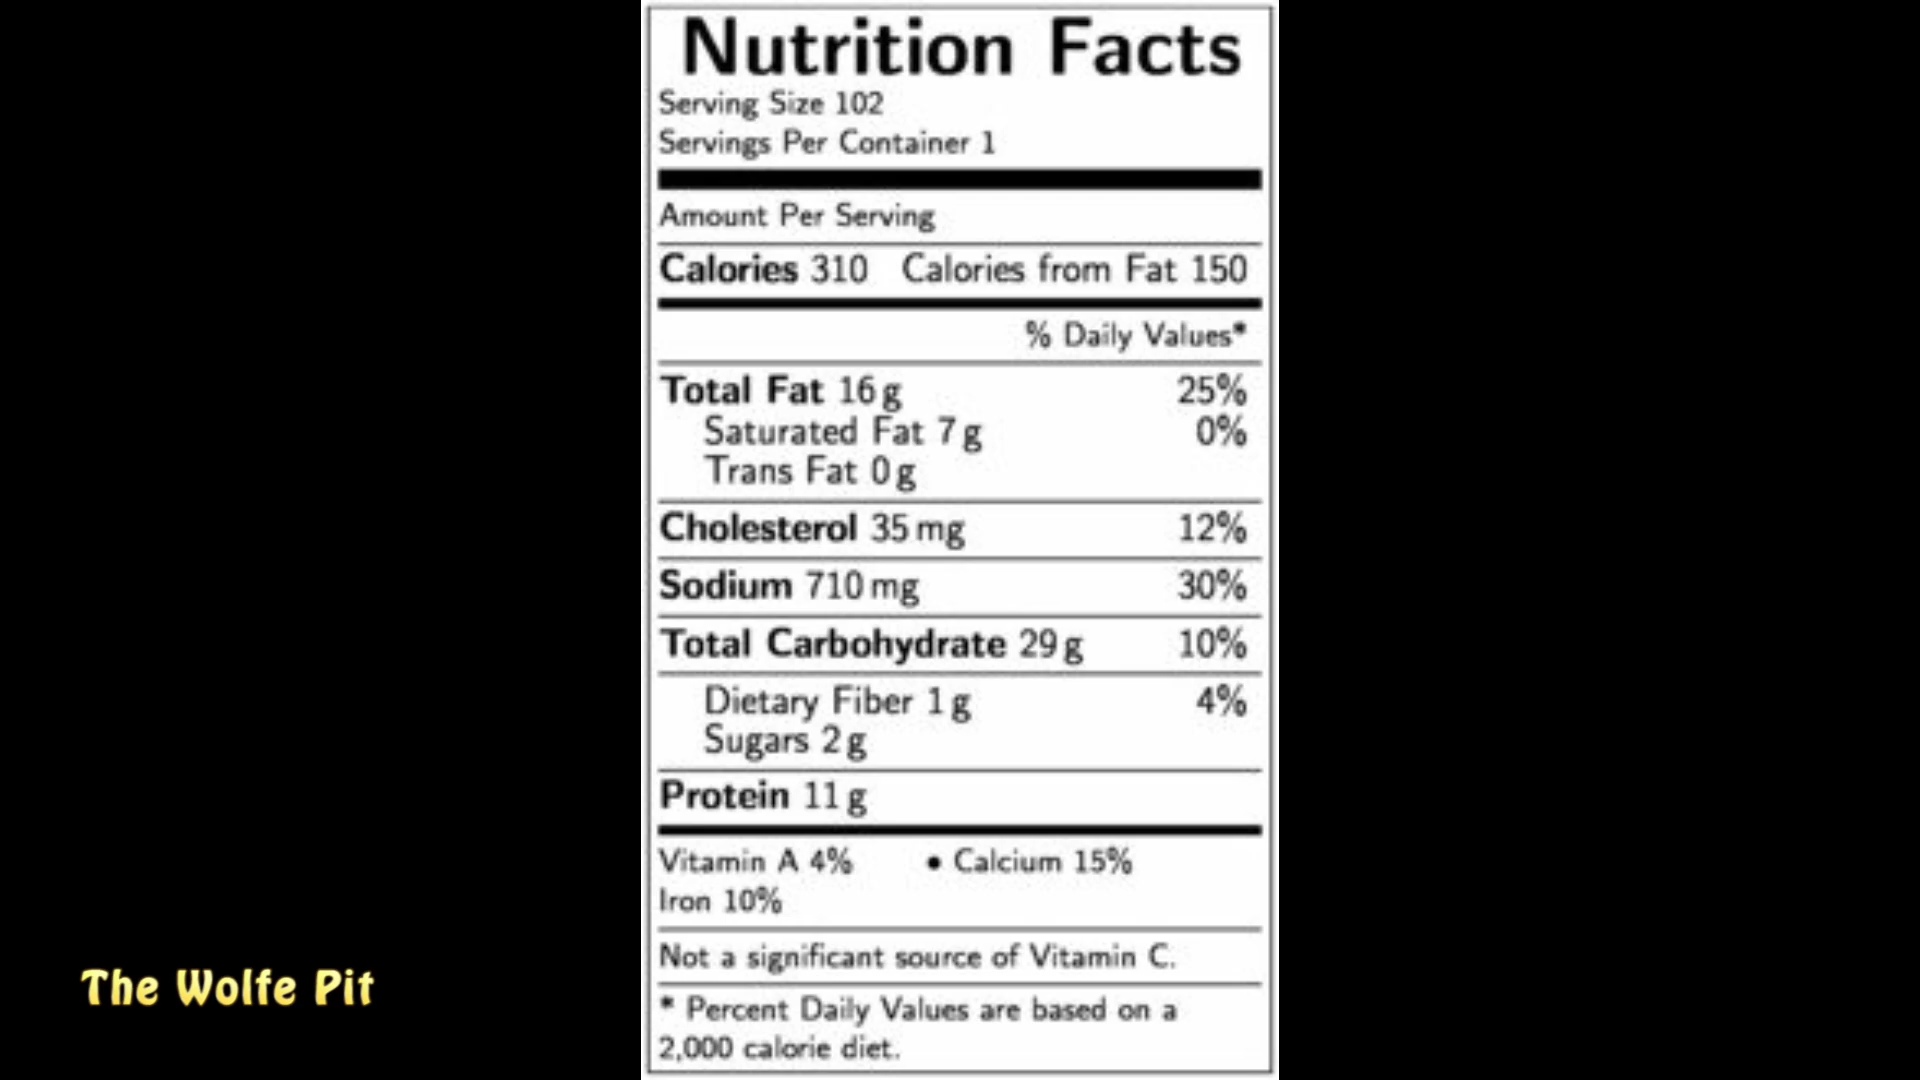 Nutrition Facts
Serving Size 102
Servings Per Container 1
Amount Per Serving
Calories 310 Calories from Fat 150
% Daily Values*
Total Fat 16 g 25%
Saturated Fat 7 g 0%
Trans Fat 0 g
Cholesterol 35 mg 12%
Sodium 710 mg 30%
Total Carbohydrate 29 g 10%
Dietary Fiber 1 g 4%
Sugars 2 g
Protein 11 g
Vitamin A 4% • Calcium 15%
Iron 10%
Not a significant source of Vitamin C.
* Percent Daily Values are based on a
2,000 calorie diet.
The Wolfe Pit